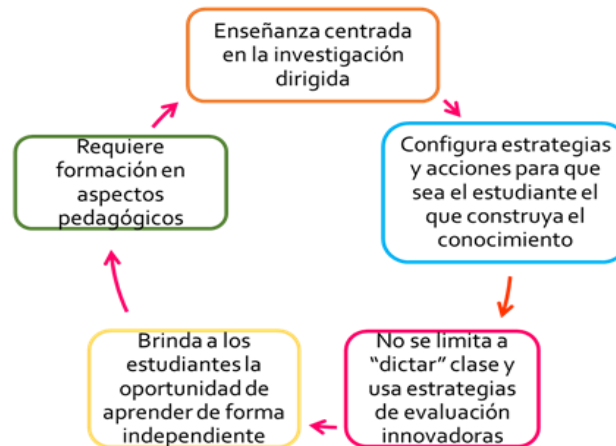 Enseñanza centrada
en la investigación
dirigida
Configura estrategias
y acciones para que
sea el estudiante el
que construya el
conocimiento
No se limita a
“dictar” clase y
usa estrategias
de evaluación
innovadoras
Brinda a los
estudiantes la
oportunidad de
aprender de forma
independiente
Requiere
formación en
aspectos
pedagógicos